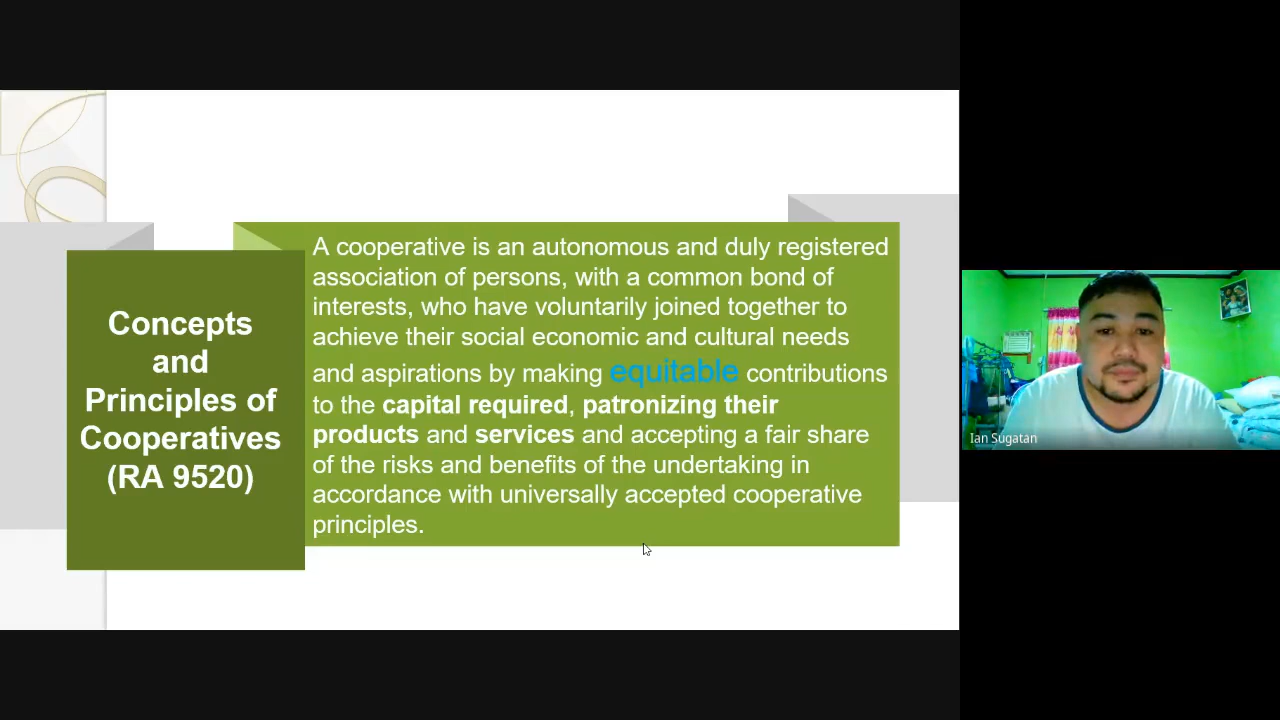 Concepts
and
Principles of
Cooperatives
(RA 9520)
A cooperative is an autonomous and duly registered
association of persons, with a common bond of
interests, who have voluntarily joined together to
achieve their social economic and cultural needs
and aspirations by making equitable contributions
to the capital required, patronizing their
products and services and accepting a fair share
of the risks and benefits of the undertaking in
accordance with universally accepted cooperative
principles.
Ian Sugatan